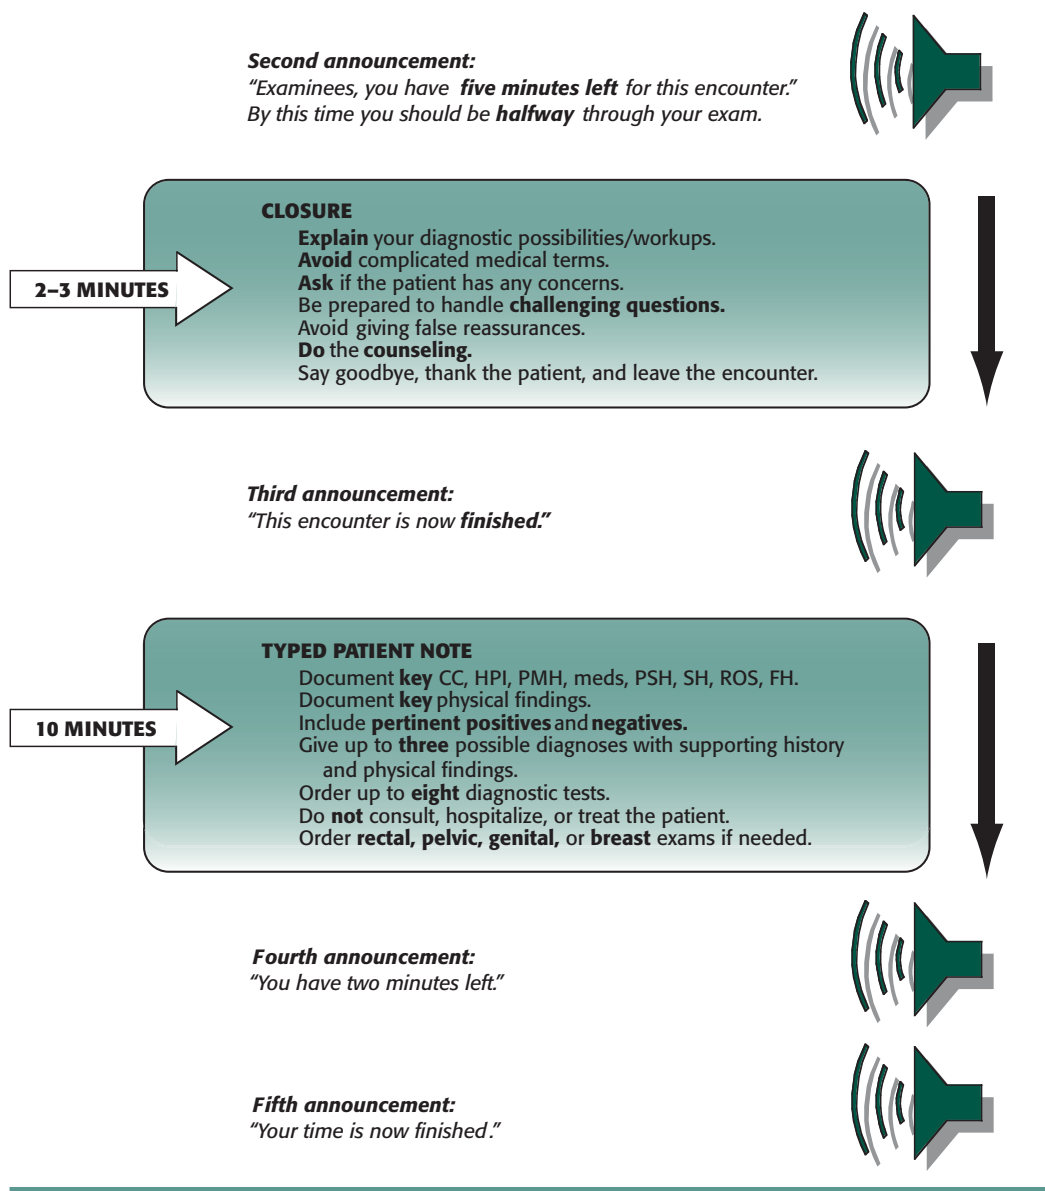 Second announcement:
“Examinees, you have five minutes left for this encounter.”
By this time you should be halfway through your exam.
CLOSURE
Explain your diagnostic possibilities/workups.
Avoid complicated medical terms.
Ask if the patient has any concerns.
2–3 MINUTES
Be prepared to handle challenging questions.
Avoid giving false reassurances.
Do the counseling.
Say goodbye, thank the patient, and leave the encounter.
Third announcement:
“This encounter is now finished.”
TYPED PATIENT NOTE
Document key CC, HPI, PMH, meds, PSH, SH, ROS, FH.
Document key physical findings.
Include pertinent positives and negatives.
10 MINUTES
Give up to three possible diagnoses with supporting history
and physical findings.
Order up to eight diagnostic tests.
Do not consult, hospitalize, or treat the patient.
Order rectal, pelvic, genital, or breast exams if needed.
Fourth announcement:
“You have two minutes left.”
Fifth announcement:
“Your time is now finished.”